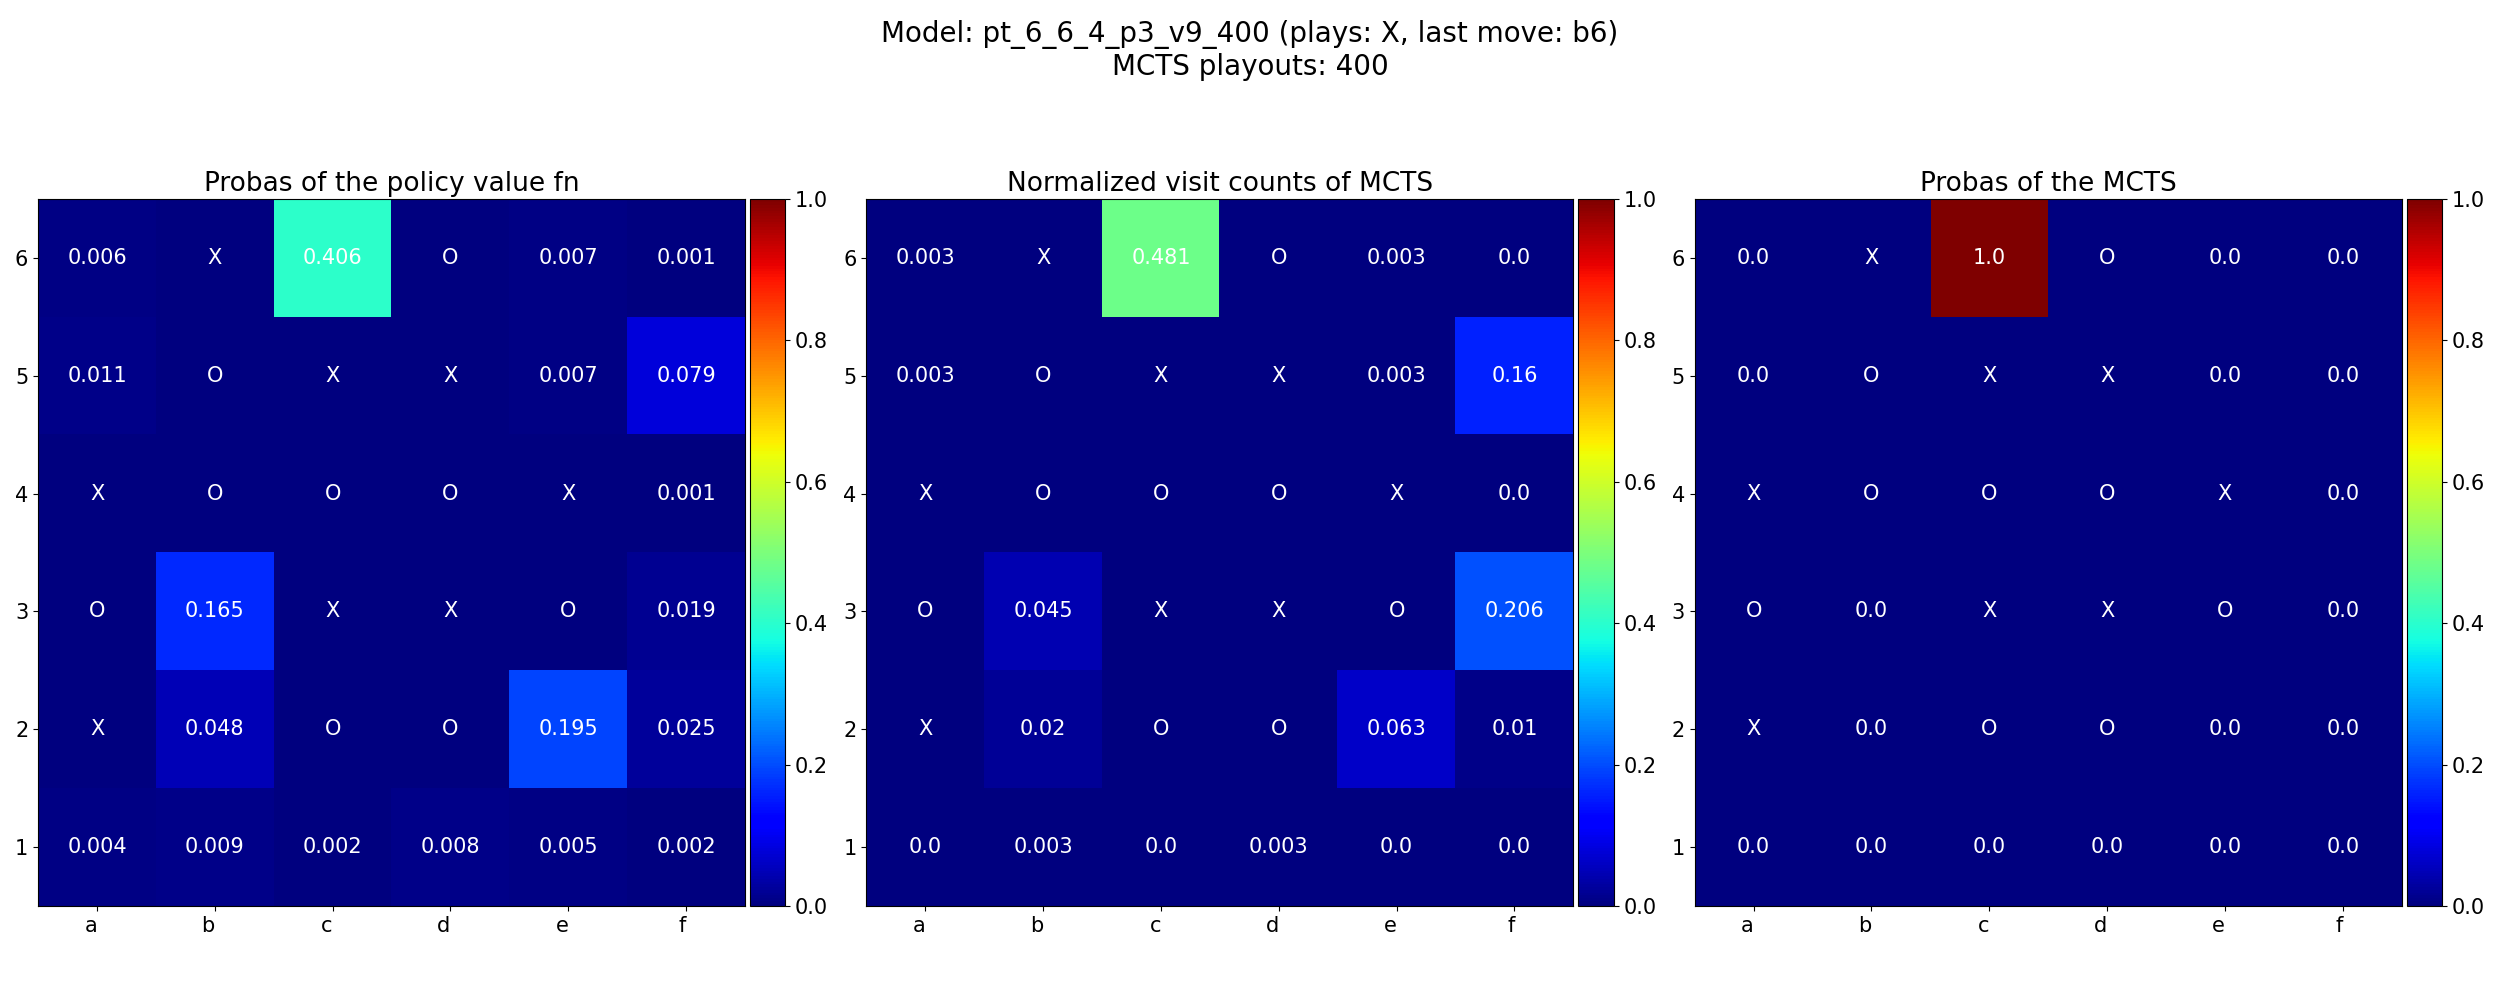 Model: pt_6_6_4_p3_v9_400 (plays: X, last move: b6)
MCTS playouts: 400
Probas of the policy value fn
1.0
6 0.006 X 0.406 O 0.007 0.001
0.8
5 0.011 O X X 0.007 0.079
4 X O O O X 0.001
0.6
3 O 0.165 X X O 0.019
0.4
2 X 0.048 O O 0.195 0.025
0.2
1 0.004 0.009 0.002 0.008 0.005 0.002
0.0
a b c d e f
Normalized visit counts of MCTS
1.0
6 0.003 X 0.481 O 0.003 0.0
0.8
5 0.003 O X X 0.003 0.16
4 X O O O X 0.0
0.6
3 O 0.045 X X O 0.206
0.4
2 X 0.02 O O 0.063 0.01
0.2
1 0.0 0.003 0.0 0.003 0.0 0.0
0.0
a b c d e f
Probas of the MCTS
1.0
6 0.0 X 1.0 O 0.0 0.0
0.8
5 0.0 O X X 0.0 0.0
4 X O O O X 0.0
0.6
3 O 0.0 X X O 0.0
0.4
2 X 0.0 O O 0.0 0.0
0.2
1 0.0 0.0 0.0 0.0 0.0 0.0
0.0
a b c d e f